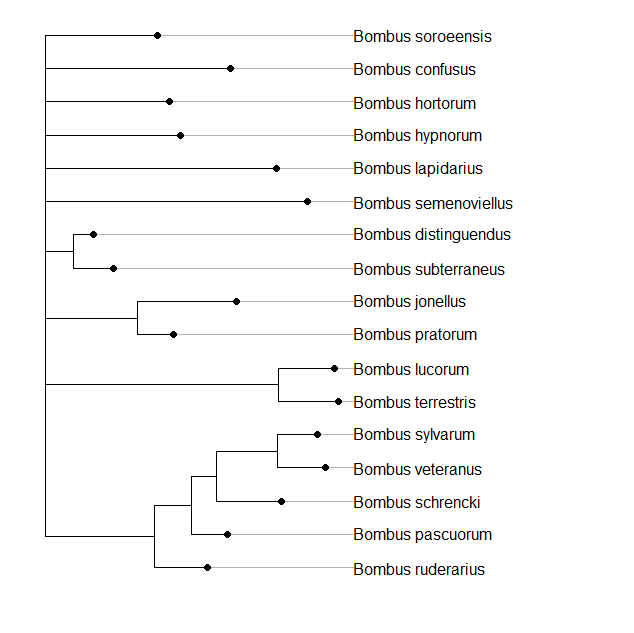 Bombus soroeensis
Bombus confusus
Bombus hortorum
Bombus hypnorum
Bombus lapidarius
Bombus semenoviellus
Bombus distinguendus
Bombus subterraneus
Bombus jonellus
Bombus pratorum
Bombus lucorum
Bombus terrestris
Bombus sylvarum
Bombus veteranus
Bombus schrencki
Bombus pascuorum
Bombus ruderarius